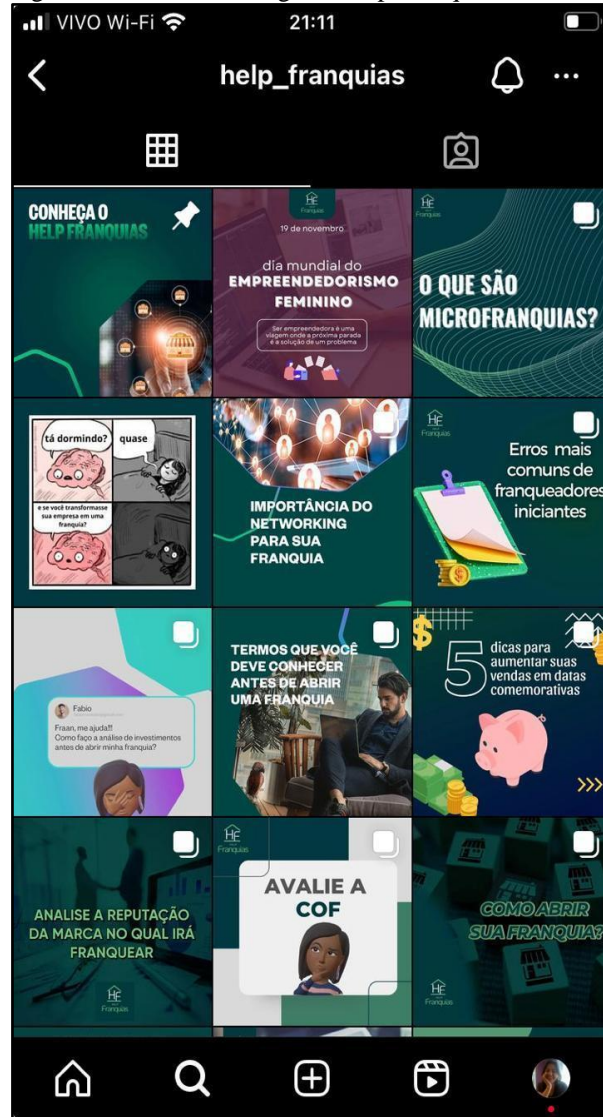 VIVO Wi-Fi
21:11
help_franquias
CONHEÇA O
HELP FRANQUIAS
HF
Franquias
19 de novembro
dia mundial do
EMPREENDEDORISMO
FEMININO
Ser empreendedora é uma
viagem onde a próxima parada
é a solução de um problema
HF
Franquias
O QUE SÃO
MICROFRANQUIAS?
tá dormindo?
quase
e se você transformasse
sua empresa em uma
franquia?
IMPORTÂNCIA DO
NETWORKING
PARA SUA
FRANQUIA
HF
Franquias
Erros mais
comuns de
franqueadores
iniciantes
Fabio
Fraan, me ajuda!!!
Como faço a análise de investimentos
antes de abrir minha franquia?
TERMOS QUE VOCÊ
DEVE CONHECER
ANTES DE ABRIR
UMA FRANQUIA
$
5
dicas para
aumentar suas
vendas em datas
comemorativas
ANALISE A REPUTAÇÃO
DA MARCA NO QUAL IRÁ
FRANQUEAR
HF
Franquias
HF
Franquias
AVALIE A
COF
COMO ABRIR
SUA FRANQUIA?
HF
Franquias